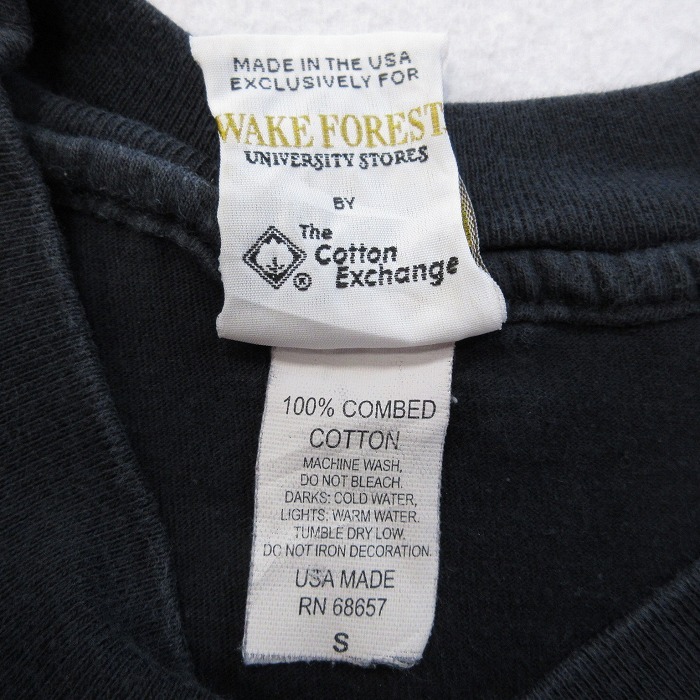 MADE IN THE USA
EXCLUSIVELY FOR
WAKE FOREST
UNIVERSITY STORES
BY
The
Cotton
Exchange
®
100% COMBED
COTTON
MACHINE WASH,
DO NOT BLEACH.
DARKS: COLD WATER,
LIGHTS: WARM WATER.
TUMBLE DRY LOW.
DO NOT IRON DECORATION.
USA MADE
RN 68657
S